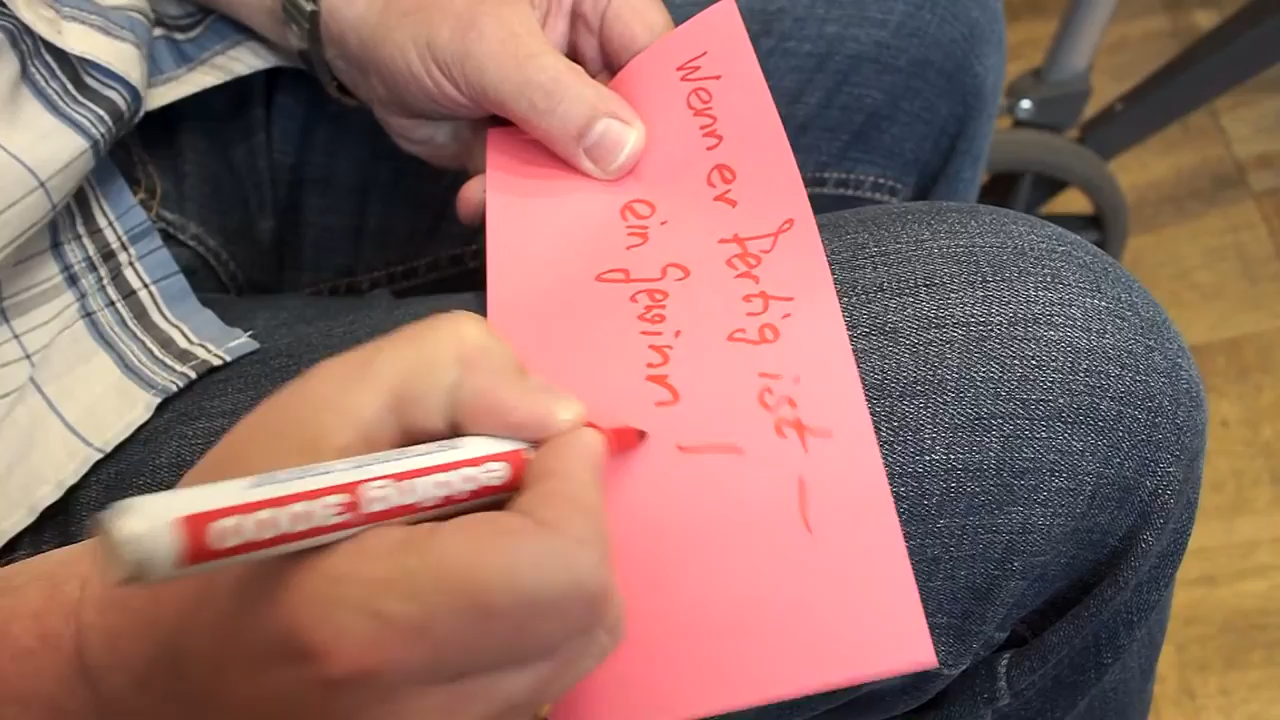 Wenn er fertig ist –
ein Gewinn !